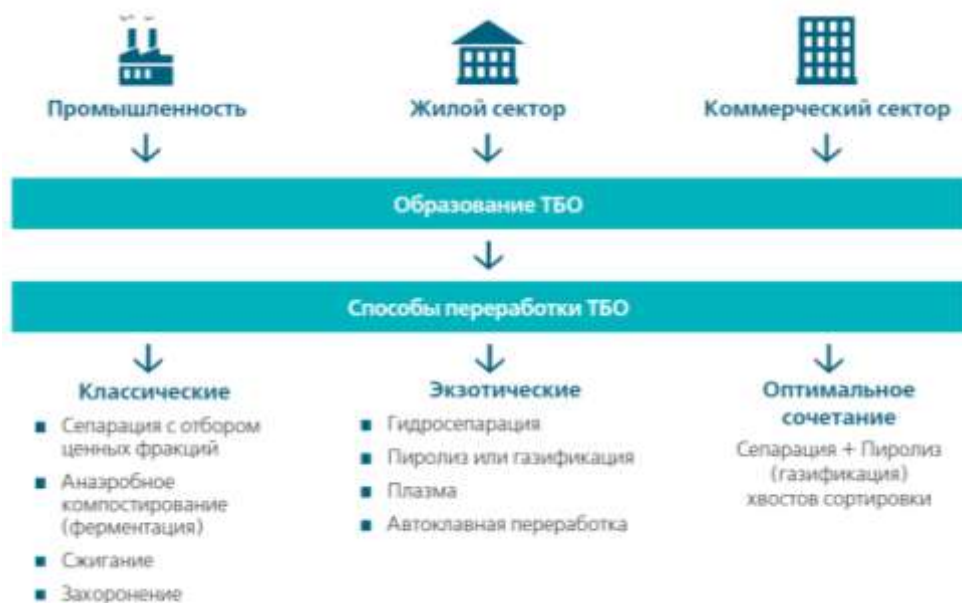 Промышленность
Жилой сектор
Коммерческий сектор
Образование ТБО
Способы переработки ТБО
Классические
Сепарация с отбором
ценных фракций
Анаэробное
компостирование
(ферментация)
Сжигание
Захоронение
Экзотические
Гидросепарация
Пиролиз или газификация
Плазма
Автоклавная переработка
Оптимальное
сочетание
Сепарация + Пиролиз
(газификация)
хвостов сортировки